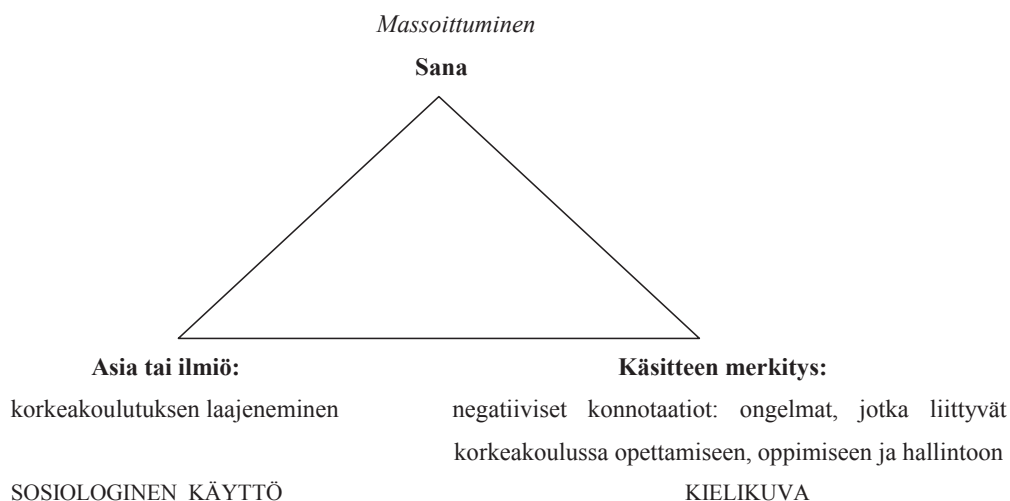 Massoittuminen
Sana
Asia tai ilmiö:
korkeakoulutuksen laajeneminen
Käsitteen merkitys:
negatiiviset konnotaatiot: ongelmat, jotka liittyvät
korkeakoulussa opettamiseen, oppimiseen ja hallintoon
SOSIOLOGINEN KÄYTTÖ
KIELIKUVA